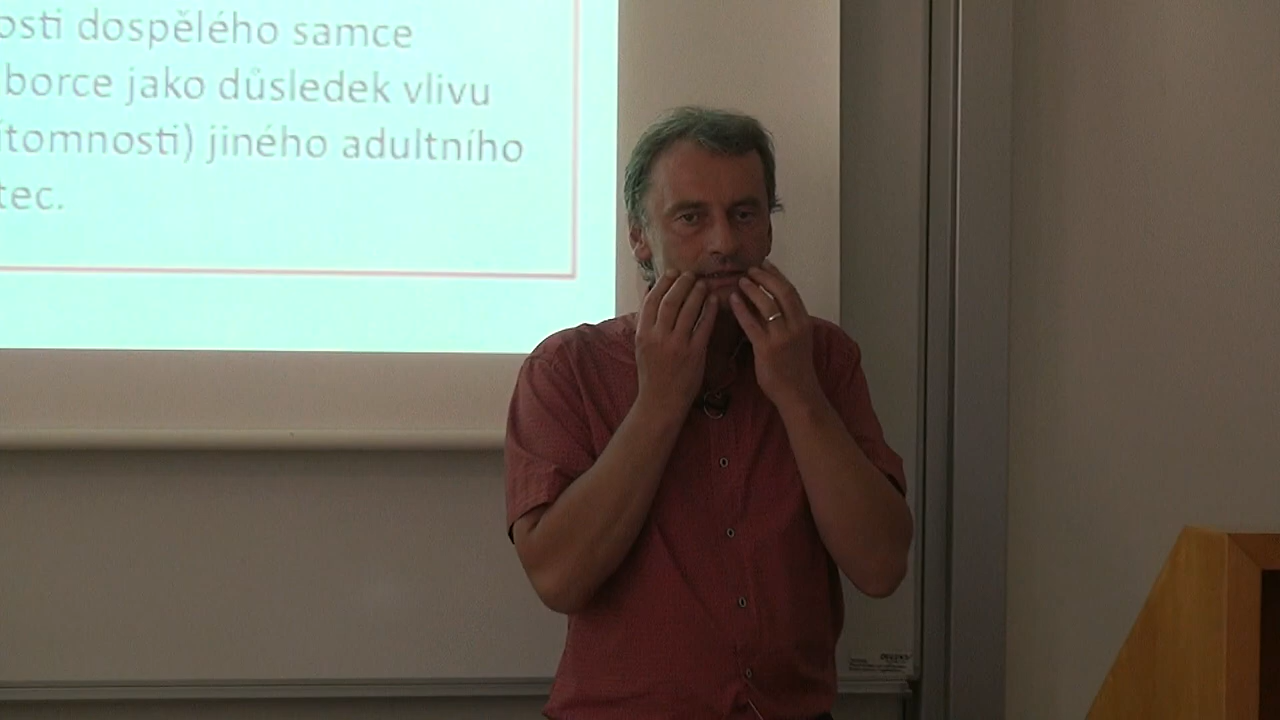 osti dospělého samce
borce jako důsledek vlivu
ítomnosti) jiného adultního
tec.